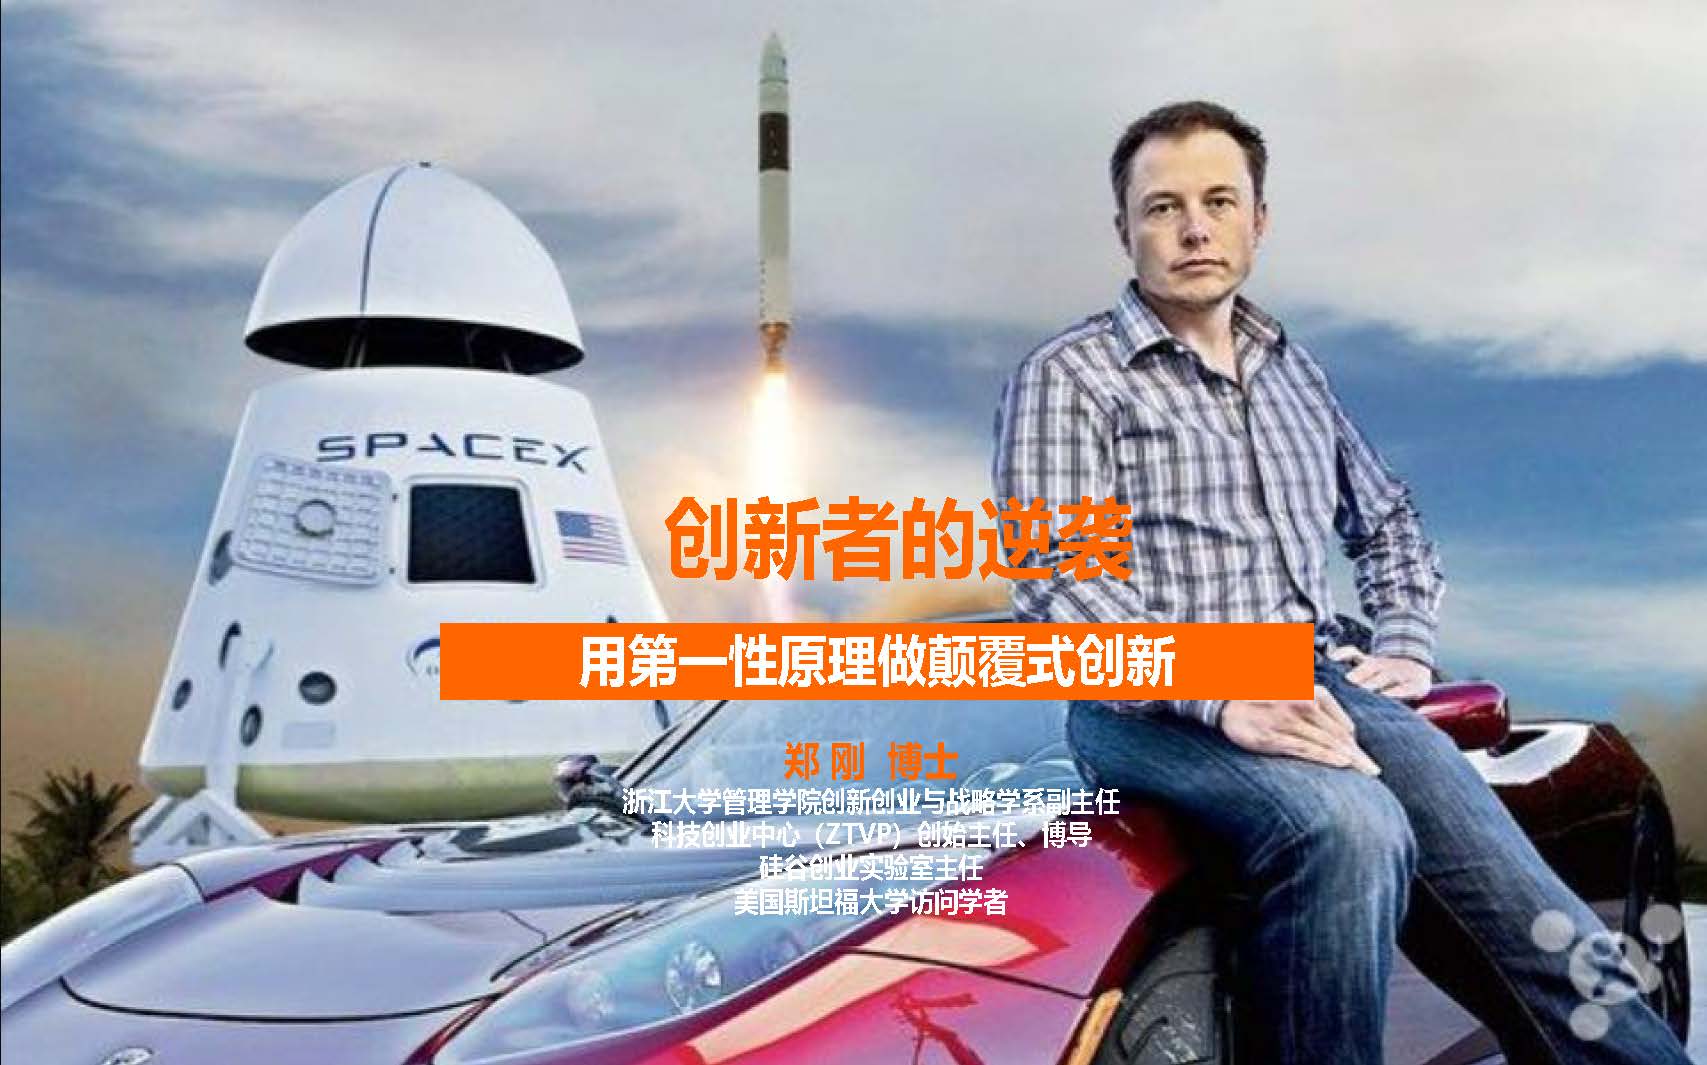 SPACEX
创新者的逆袭
用第一性原理做颠覆式创新
郑 刚 博士
浙江大学管理学院创新创业与战略学系副主任
科技创业中心（ZTVP）创始主任、博导
硅谷创业实验室主任
美国斯坦福大学访问学者